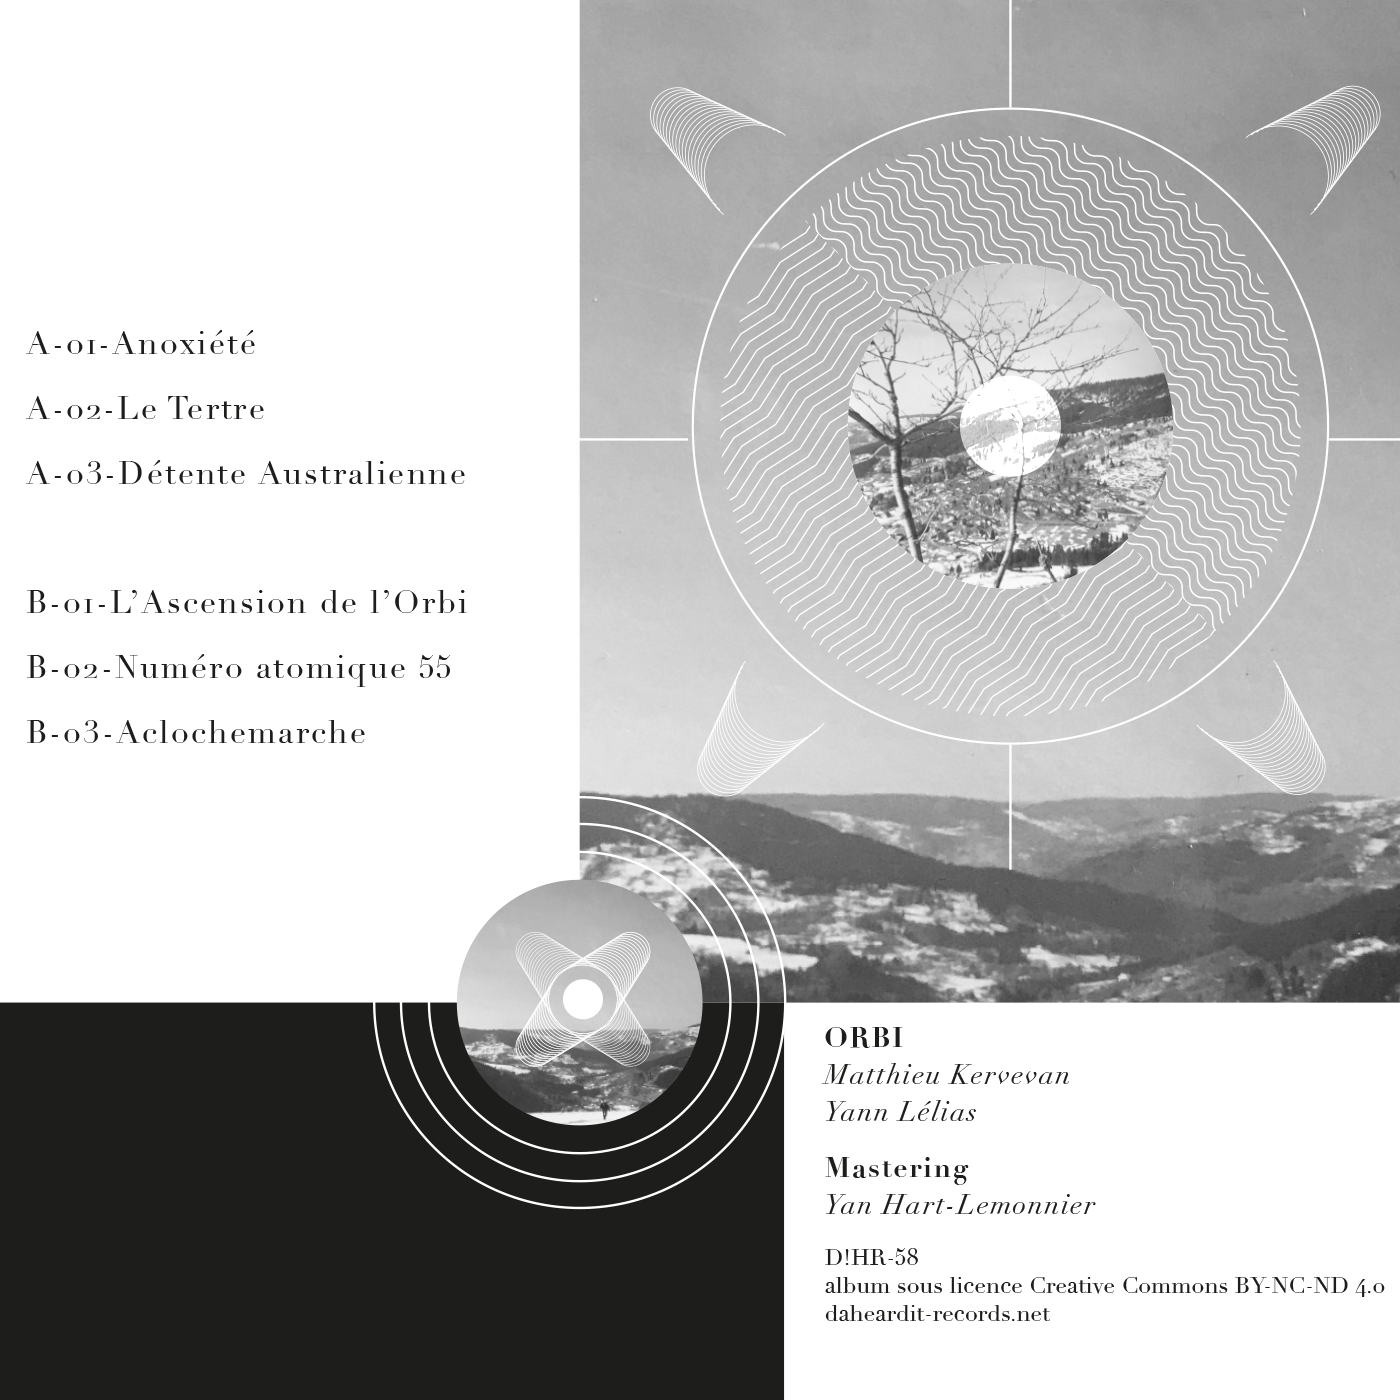 A-01-Anoxiété
A-02-Le Tertre
A-03-Détente Australienne
B-01-L’Ascension de l’Orbi
B-02-Numéro atomique 55
B-03-Aclochemarche
ORBI
Matthieu Kervevan
Yann Lélias
Mastering
Yan Hart-Lemonnier
D!HR-58
album sous licence Creative Commons BY-NC-ND 4.0
daheardit-records.net